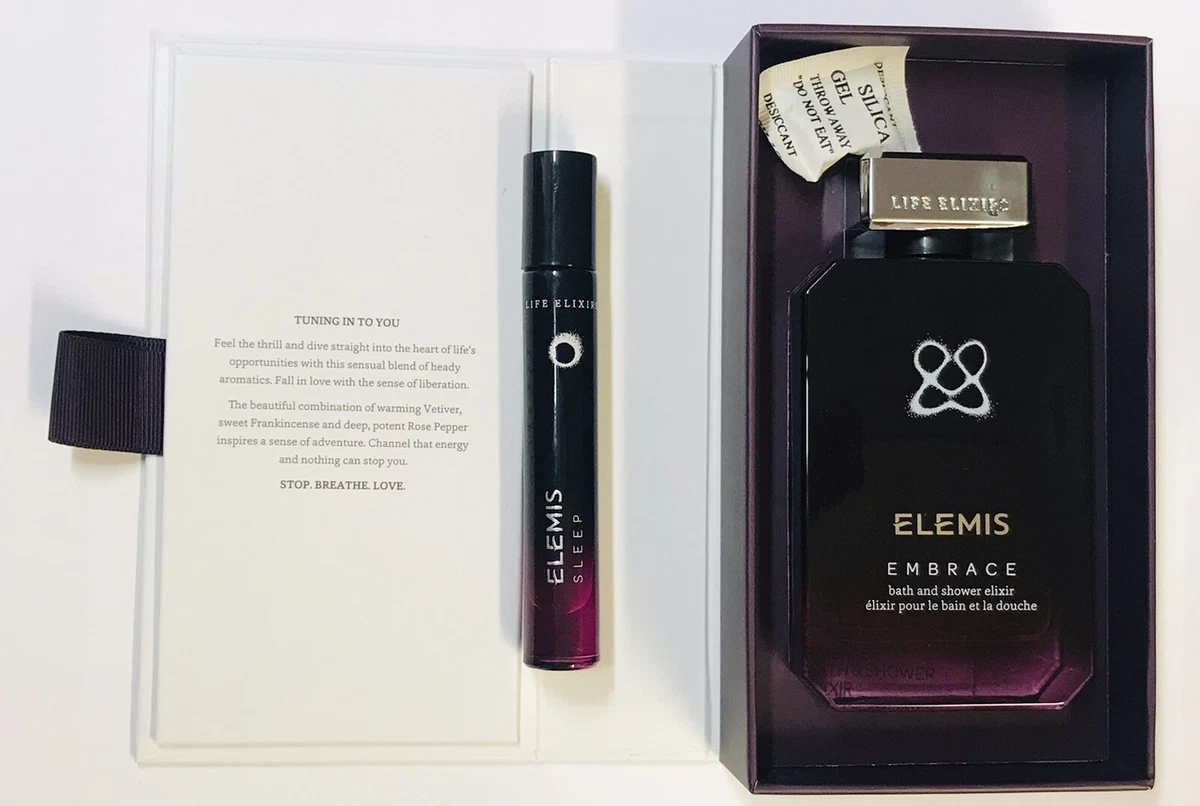 TUNING IN TO YOU
Feel the thrill and dive straight into the heart of life's
opportunities with this sensual blend of heady
aromatics. Fall in love with the sense of liberation.
The beautiful combination of warming Vetiver,
sweet Frankincense and deep, potent Rose Pepper
inspires a sense of adventure. Channel that energy
and nothing can stop you.
STOP. BREATHE. LOVE.
LIFE ELIXIRS
ELEMIS
SLEEP
DESICCANT
SILICA
GEL
THROW AWAY
"DO NOT EAT"
DESICCANT
LIFE ELIXIRS
ELEMIS
EMBRACE
bath and shower elixir
élixir pour le bain et la douche
SHOWER